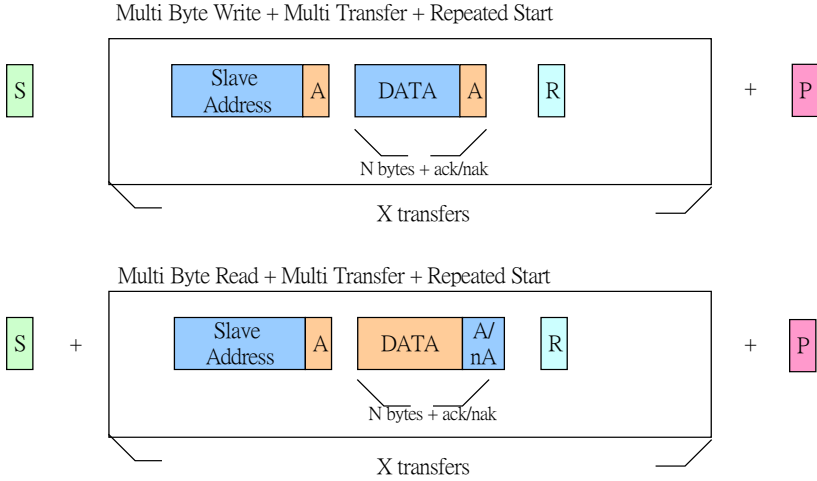 Multi Byte Write + Multi Transfer + Repeated Start
S
Slave
Address
A
DATA
A
R
+
P
N bytes + ack/nak
X transfers
Multi Byte Read + Multi Transfer + Repeated Start
S
+
Slave
Address
A
DATA
A/
nA
R
+
P
N bytes + ack/nak
X transfers